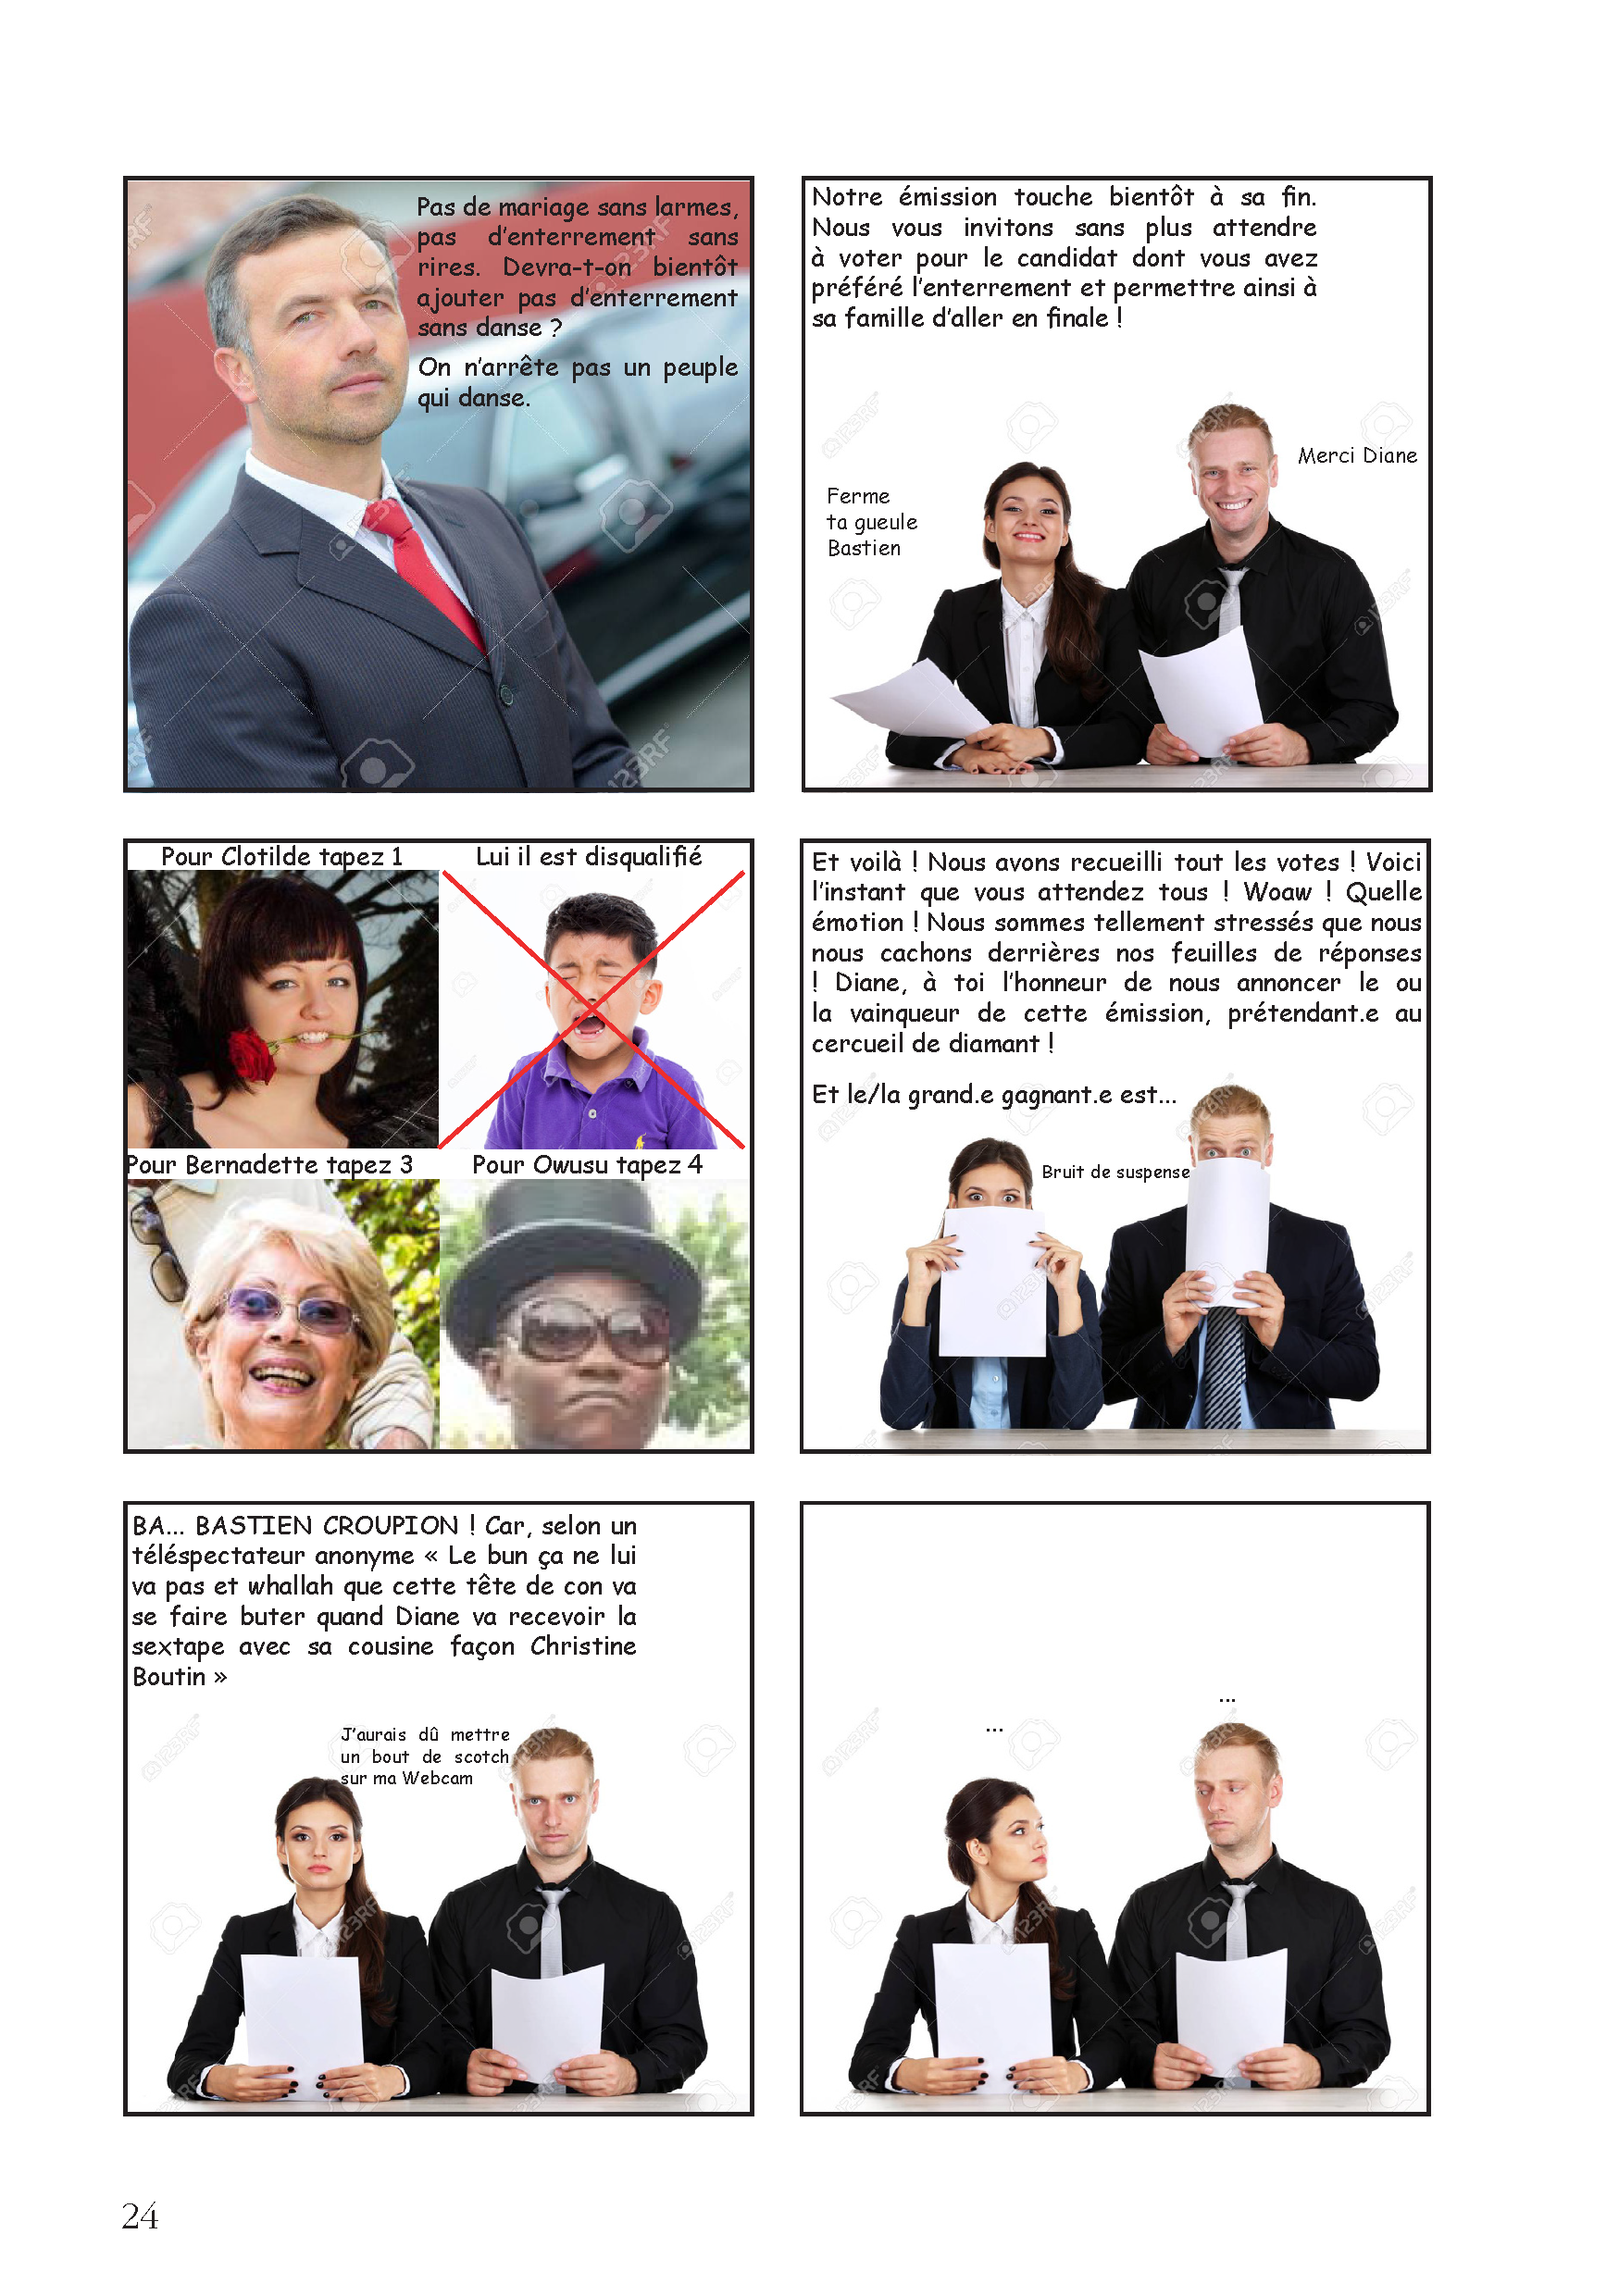 Pas de mariage sans larmes,
pas d'enterrement sans
rires. Devra-t-on bientôt
ajouter pas d'enterrement
sans danse ?
On n'arrête pas un peuple
qui danse.
Notre émission touche bientôt à sa fin.
Nous vous invitons sans plus attendre
à voter pour le candidat dont vous avez
préféré l'enterrement et permettre ainsi à
sa famille d'aller en finale !
Merci Diane
Ferme
ta gueule
Bastien
Pour Clotilde tapez 1
Lui il est disqualifié
Pour Bernadette tapez 3
Pour Owusu tapez 4
Et voilà ! Nous avons recueilli tout les votes ! Voici
l'instant que vous attendez tous ! Woaw ! Quelle
émotion ! Nous sommes tellement stressés que nous
nous cachons derrières nos feuilles de réponses
! Diane, à toi l'honneur de nous annoncer le ou
la vainqueur de cette émission, prétendant.e au
cercueil de diamant !
Et le/la grand.e gagnant.e est...
Bruit de suspense
BA... BASTIEN CROUPION ! Car, selon un
téléspectateur anonyme « Le bun ça ne lui
va pas et whallah que cette tête de con va
se faire buter quand Diane va recevoir la
sextape avec sa cousine façon Christine
Boutin »
J'aurais dû mettre
un bout de scotch
sur ma Webcam
...
...
24